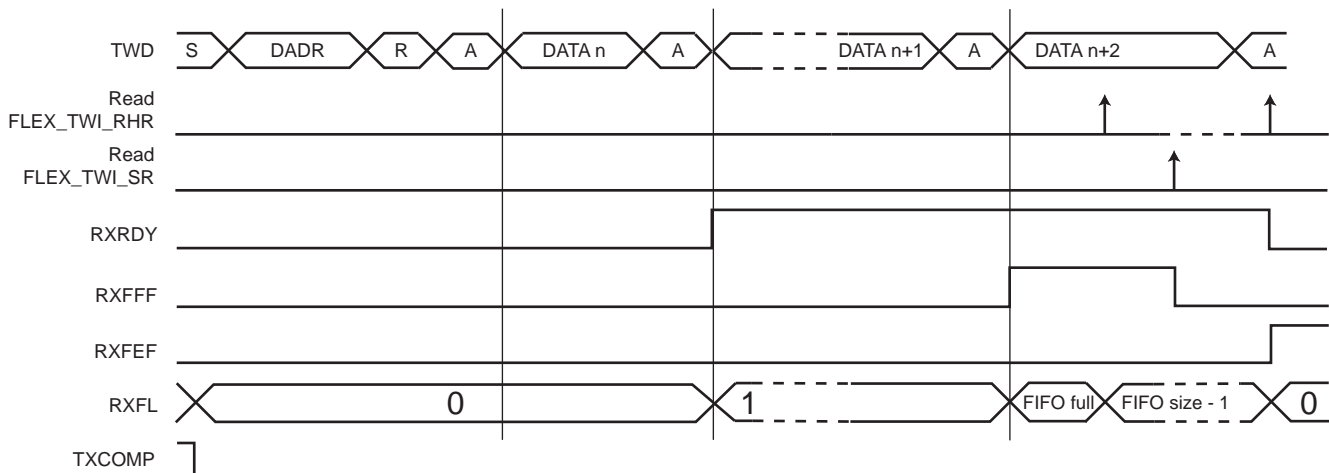 TWD S DADR R A DATA n A DATA n+1 A DATA n+2 A
Read
FLEX_TWI_RHR
Read
FLEX_TWI_SR
RXRDY
RXFFF
RXFEF
RXFL 0 1 FIFO full FIFO size - 1 0
TXCOMP